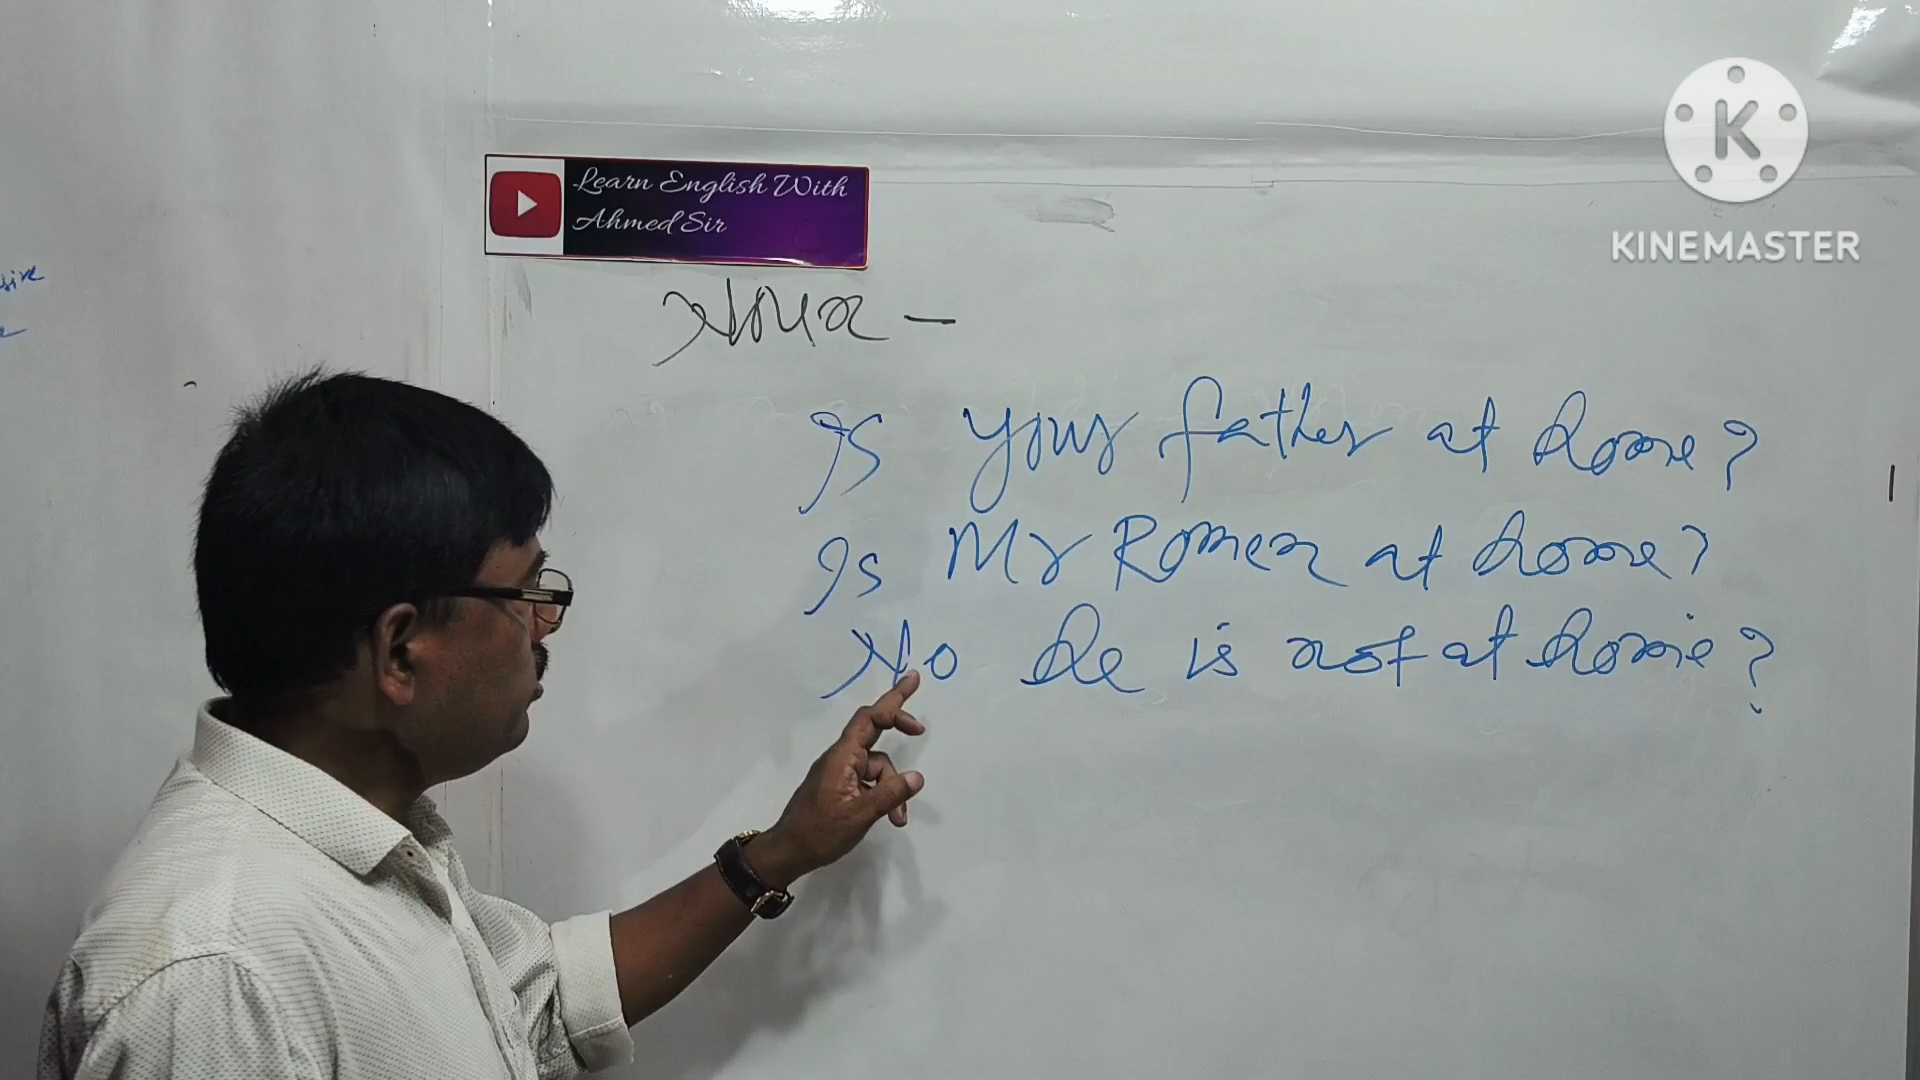 Learn English With
Ahmed Sir
KINEMASTER
Noun -
Is your father at home?
Is Mr Romen at home?
No he is not at home?